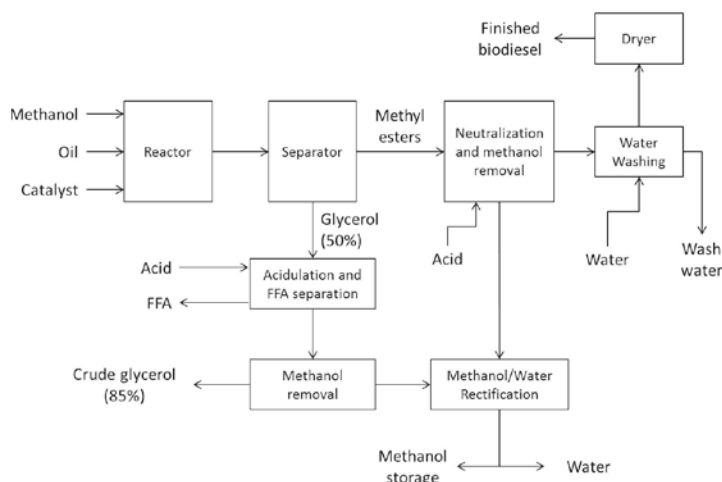 Finished
biodiesel
Dryer
Methanol
Oil
Catalyst
Reactor
Separator
Methyl
esters
Neutralization
and methanol
removal
Water
Washing
Glycerol
(50%)
Acid
Water
Wash
water
Acid
FFA
Acidulation and
FFA separation
Crude glycerol
(85%)
Methanol
removal
Methanol/Water
Rectification
Methanol
storage
Water